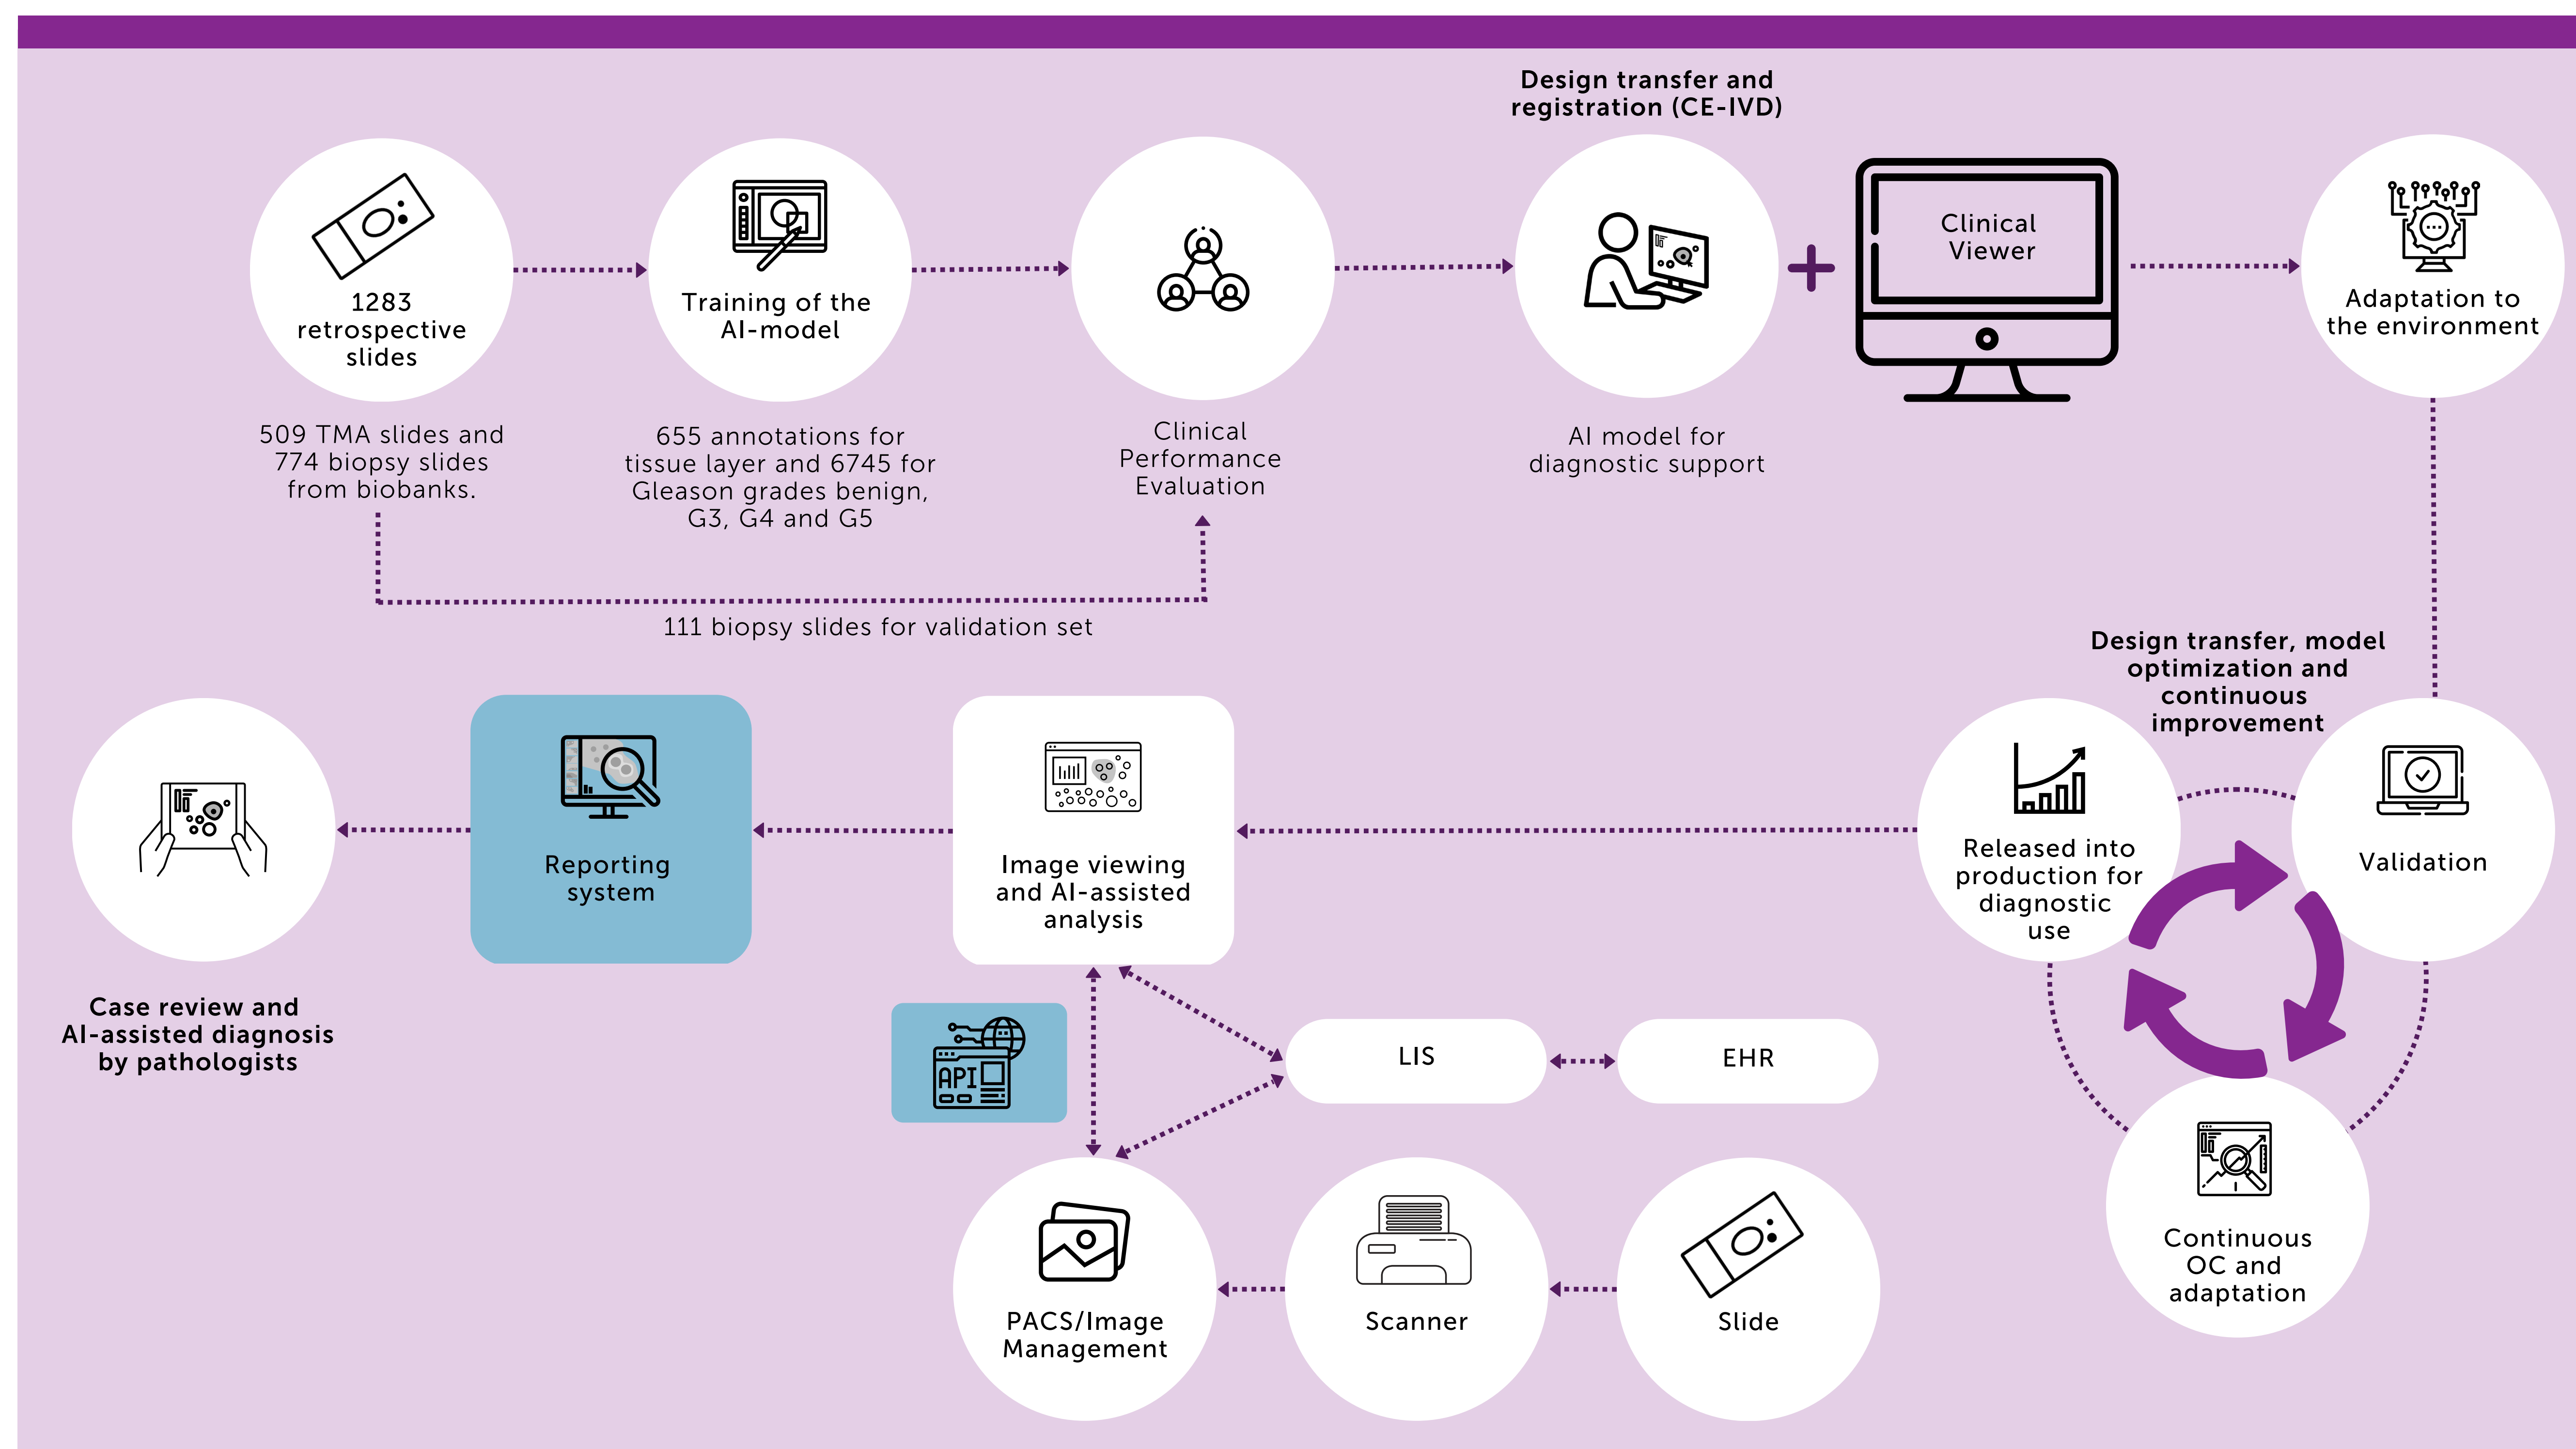 Design transfer and
registration (CE-IVD)
1283
retrospective
slides
Training of the
AI-model
Clinical
Viewer
Adaptation to
the environment
509 TMA slides and
774 biopsy slides
from biobanks.
655 annotations for
tissue layer and 6745 for
Gleason grades benign,
G3, G4 and G5
Clinical
Performance
Evaluation
AI model for
diagnostic support
111 biopsy slides for validation set
Design transfer, model
optimization and
continuous
improvement
Reporting
system
Image viewing
and AI-assisted
analysis
Released into
production for
diagnostic
use
Validation
Case review and
AI-assisted diagnosis
by pathologists
API
LIS
EHR
Continuous
OC and
adaptation
PACS/Image
Management
Scanner
Slide